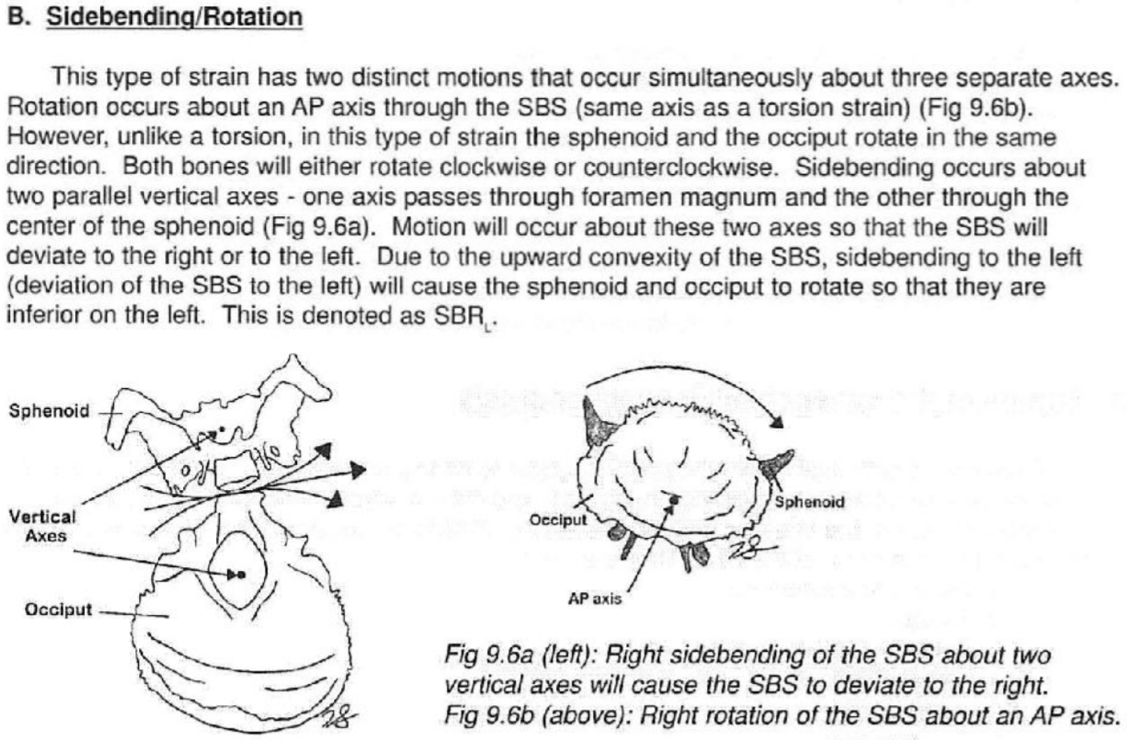 B. Sidebending/Rotation
This type of strain has two distinct motions that occur simultaneously about three separate axes.
Rotation occurs about an AP axis through the SBS (same axis as a torsion strain) (Fig 9.6b).
However, unlike a torsion, in this type of strain the sphenoid and the occiput rotate in the same
direction. Both bones will either rotate clockwise or counterclockwise. Sidebending occurs about
two parallel vertical axes - one axis passes through foramen magnum and the other through the
center of the sphenoid (Fig 9.6a). Motion will occur about these two axes so that the SBS will
deviate to the right or to the left. Due to the upward convexity of the SBS, sidebending to the left
(deviation of the SBS to the left) will cause the sphenoid and occiput to rotate so that they are
inferior on the left. This is denoted as SBR_L.
Sphenoid
Vertical
Axes
Occiput
Occiput
Sphenoid
AP axis
Fig 9.6a (left): Right sidebending of the SBS about two
vertical axes will cause the SBS to deviate to the right.
Fig 9.6b (above): Right rotation of the SBS about an AP axis.